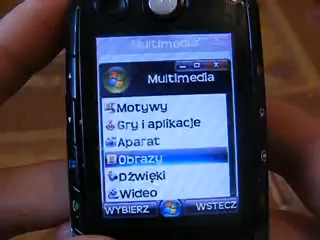 Multimedia
Multimedia
Motywy
Gry i aplikacje
Aparat
Obrazy
Dźwięki
Wideo
WYBIERZ WSTECZ